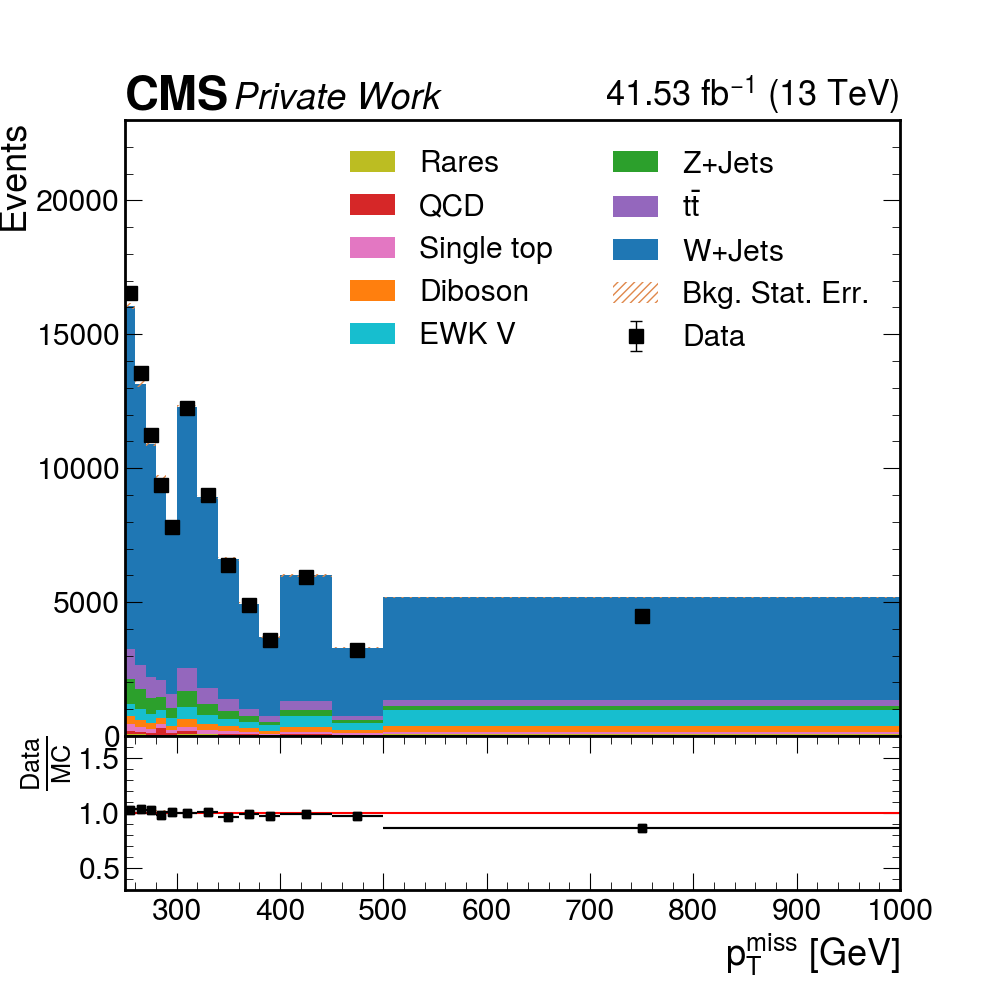 CMS Private Work 41.53 fb⁻¹ (13 TeV)
Events
20000
15000
10000
5000
0
Rares
QCD
Single top
Diboson
EWK V
Z+Jets
tt̄
W+Jets
Bkg. Stat. Err.
Data
Data
MC
1.5
1.0
0.5
300 400 500 600 700 800 900 1000
p_T^miss [GeV]